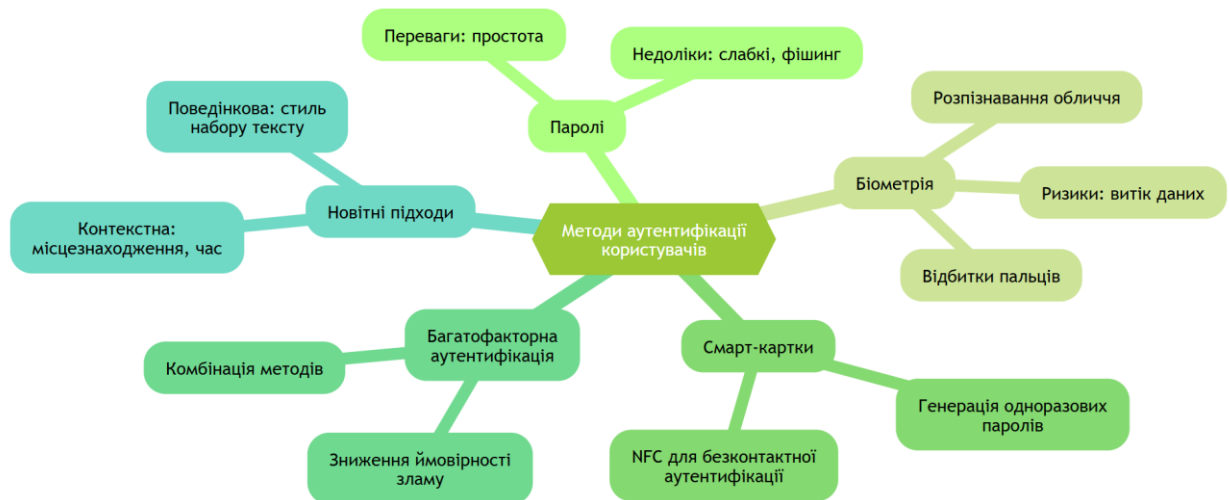 Методи аутентифікації
користувачів
Паролі
Переваги: простота
Недоліки: слабкі, фішинг
Біометрія
Розпізнавання обличчя
Ризики: витік даних
Відбитки пальців
Смарт-картки
Генерація одноразових
паролів
NFC для безконтактної
аутентифікації
Багатофакторна
аутентифікація
Комбінація методів
Зниження ймовірності
зламу
Новітні підходи
Поведінкова: стиль
набору тексту
Контекстна:
місцезнаходження, час